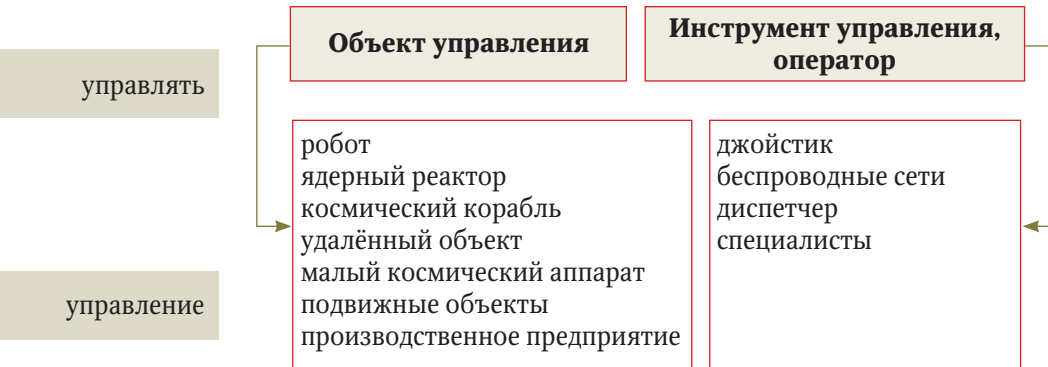 Объект управления
Инструмент управления,
оператор
управлять
робот
ядерный реактор
космический корабль
удалённый объект
малый космический аппарат
подвижные объекты
производственное предприятие
джойстик
беспроводные сети
диспетчер
специалисты
управление